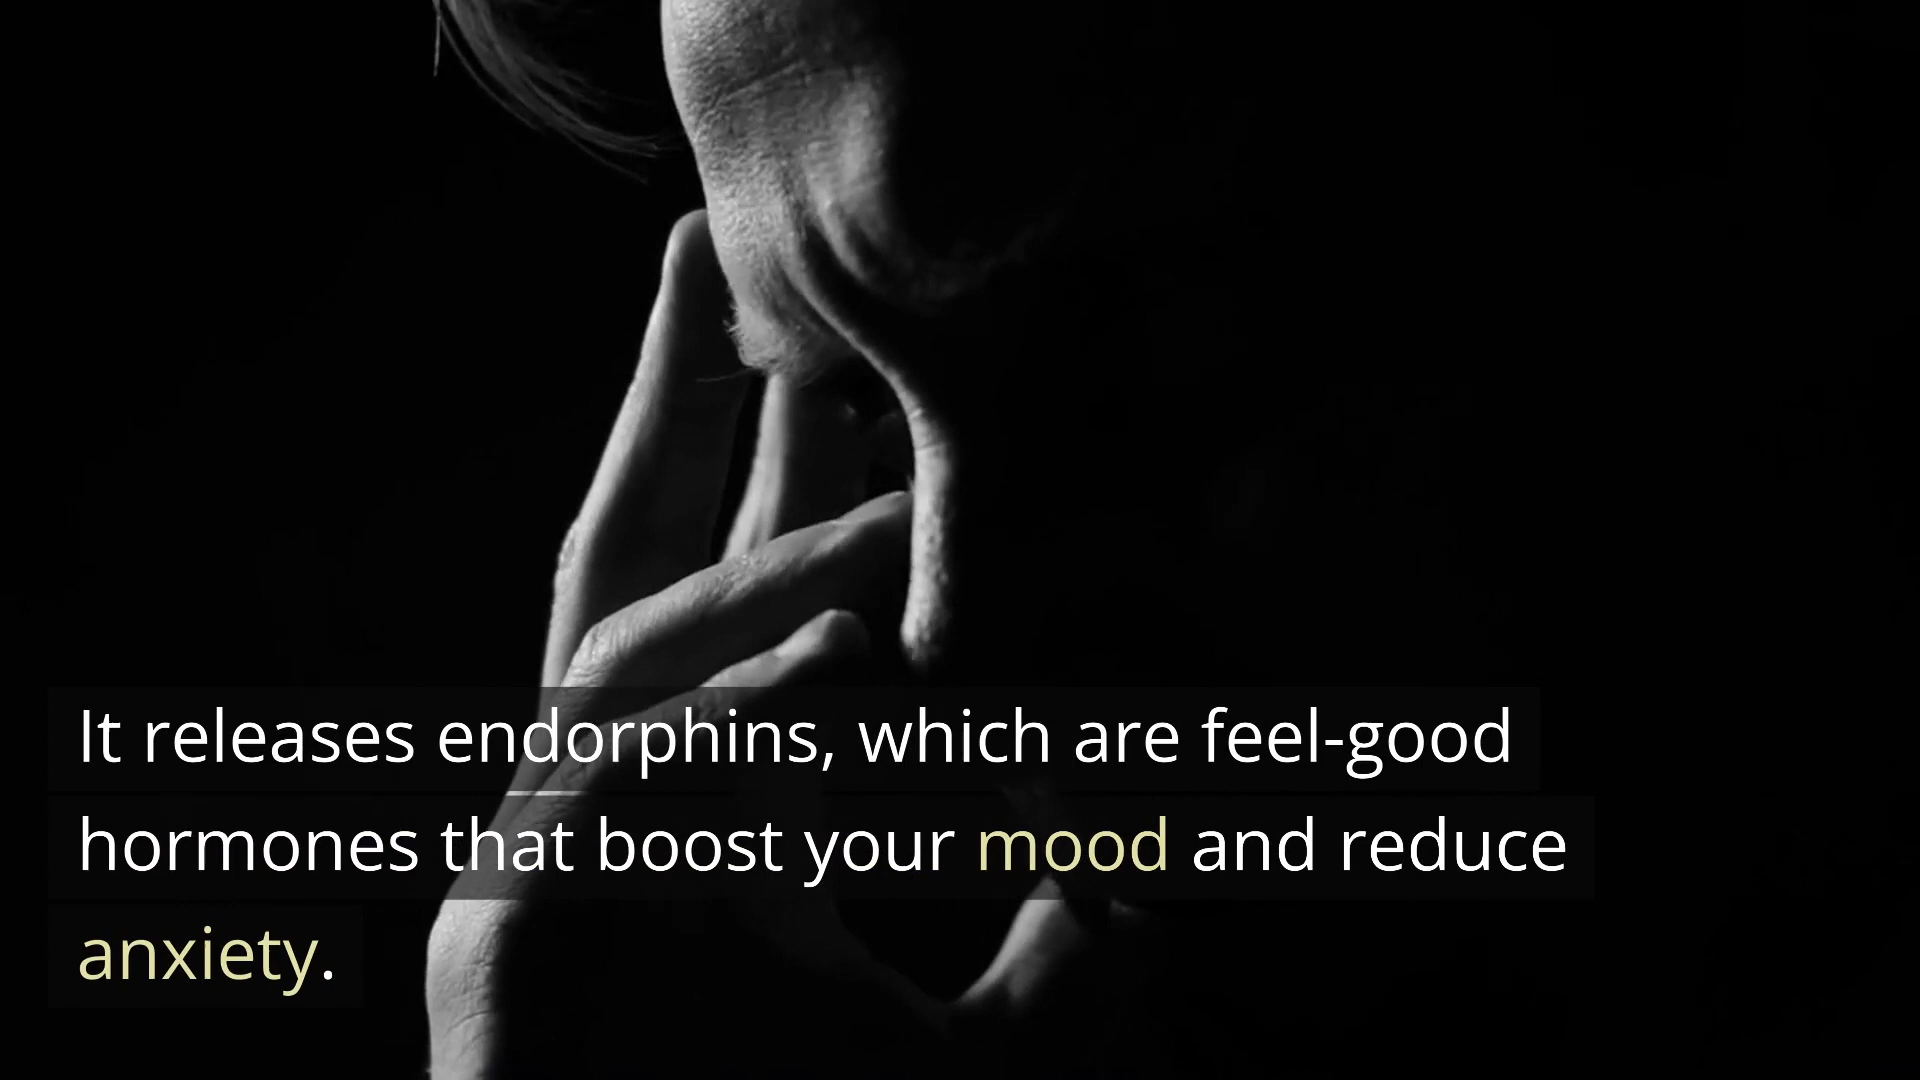 It releases endorphins, which are feel-good
hormones that boost your mood and reduce
anxiety.